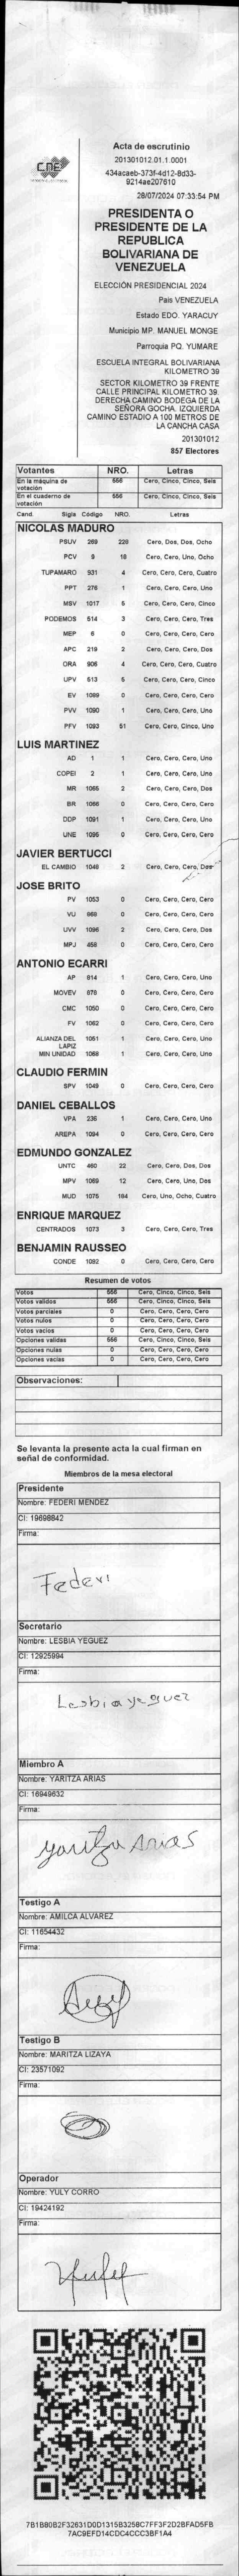 CNE
Acta de escrutinio
201301012.01.1.0001
434acaeb-373f-4d12-8d33-
9214ae207610
28/07/2024 07:33:54 PM
PRESIDENTA O
PRESIDENTE DE LA
REPUBLICA
BOLIVARIANA DE
VENEZUELA
ELECCIÓN PRESIDENCIAL 2024
País VENEZUELA
Estado EDO. YARACUY
Municipio MP. MANUEL MONGE
Parroquia PQ. YUMARE
ESCUELA INTEGRAL BOLIVARIANA
KILOMETRO 39
SECTOR KILOMETRO 39 FRENTE
CALLE PRINCIPAL KILOMETRO 39.
DERECHA CAMINO BODEGA DE LA
SEÑORA GOCHA. IZQUIERDA
CAMINO ESTADIO A 100 METROS DE
LA CANCHA CASA
201301012
857 Electores
Votantes NRO. Letras
En la máquina de votación 556 Cero, Cinco, Cinco, Seis
En el cuaderno de votación 556 Cero, Cinco, Cinco, Seis
Cand. Sigla Código NRO. Letras
NICOLAS MADURO
PSUV 269 228 Cero, Dos, Dos, Ocho
PCV 9 18 Cero, Cero, Uno, Ocho
TUPAMARO 931 4 Cero, Cero, Cero, Cuatro
PPT 276 1 Cero, Cero, Cero, Uno
MSV 1017 5 Cero, Cero, Cero, Cinco
PODEMOS 514 3 Cero, Cero, Cero, Tres
MEP 6 0 Cero, Cero, Cero, Cero
APC 219 2 Cero, Cero, Cero, Dos
ORA 906 4 Cero, Cero, Cero, Cuatro
UPV 513 5 Cero, Cero, Cero, Cinco
EV 1089 0 Cero, Cero, Cero, Cero
PVV 1090 1 Cero, Cero, Cero, Uno
PFV 1093 51 Cero, Cero, Cinco, Uno
LUIS MARTINEZ
AD 1 1 Cero, Cero, Cero, Uno
COPEI 2 1 Cero, Cero, Cero, Uno
MR 1065 2 Cero, Cero, Cero, Dos
BR 1066 0 Cero, Cero, Cero, Cero
DDP 1091 1 Cero, Cero, Cero, Uno
UNE 1095 0 Cero, Cero, Cero, Cero
JAVIER BERTUCCI
EL CAMBIO 1048 2 Cero, Cero, Cero, Dos
JOSE BRITO
PV 1053 0 Cero, Cero, Cero, Cero
VU 969 0 Cero, Cero, Cero, Cero
UVV 1096 2 Cero, Cero, Cero, Dos
MPJ 458 0 Cero, Cero, Cero, Cero
ANTONIO ECARRI
AP 914 1 Cero, Cero, Cero, Uno
MOVEV 878 0 Cero, Cero, Cero, Cero
CMC 1050 0 Cero, Cero, Cero, Cero
FV 1062 0 Cero, Cero, Cero, Cero
ALIANZA DEL LAPIZ 1051 1 Cero, Cero, Cero, Uno
MIN UNIDAD 1068 1 Cero, Cero, Cero, Uno
CLAUDIO FERMIN
SPV 1049 0 Cero, Cero, Cero, Cero
DANIEL CEBALLOS
VPA 236 1 Cero, Cero, Cero, Uno
AREPA 1094 0 Cero, Cero, Cero, Cero
EDMUNDO GONZALEZ
UNTC 460 22 Cero, Cero, Dos, Dos
MPV 1069 12 Cero, Cero, Uno, Dos
MUD 1075 184 Cero, Uno, Ocho, Cuatro
ENRIQUE MARQUEZ
CENTRADOS 1073 3 Cero, Cero, Cero, Tres
BENJAMIN RAUSSEO
CONDE 1092 0 Cero, Cero, Cero, Cero
Resumen de votos
Votos 556 Cero, Cinco, Cinco, Seis
Votos validos 556 Cero, Cinco, Cinco, Seis
Votos parciales 0 Cero, Cero, Cero, Cero
Votos nulos 0 Cero, Cero, Cero, Cero
Votos vacios 0 Cero, Cero, Cero, Cero
Opciones validas 556 Cero, Cinco, Cinco, Seis
Opciones nulas 0 Cero, Cero, Cero, Cero
Opciones vacias 0 Cero, Cero, Cero, Cero
Observaciones:
Se levanta la presente acta la cual firman en
señal de conformidad.
Miembros de la mesa electoral
Presidente
Nombre: FEDERI MENDEZ
CI: 19698842
Firma:
Federi
Secretario
Nombre: LESBIA YEGUEZ
CI: 12925994
Firma:
Lesbia yeguez
Miembro A
Nombre: YARITZA ARIAS
CI: 16949632
Firma:
Yaritza Arias
Testigo A
Nombre: AMILCA ALVAREZ
CI: 11654432
Firma:
Testigo B
Nombre: MARITZA LIZAYA
CI: 23571092
Firma:
Operador
Nombre: YULY CORRO
CI: 19424192
Firma:
7B1B80B2F32631D0D1315B3258C7FF3F2D2BFAD5FB
7AC9EFD14CDC4CCC3BF1A4